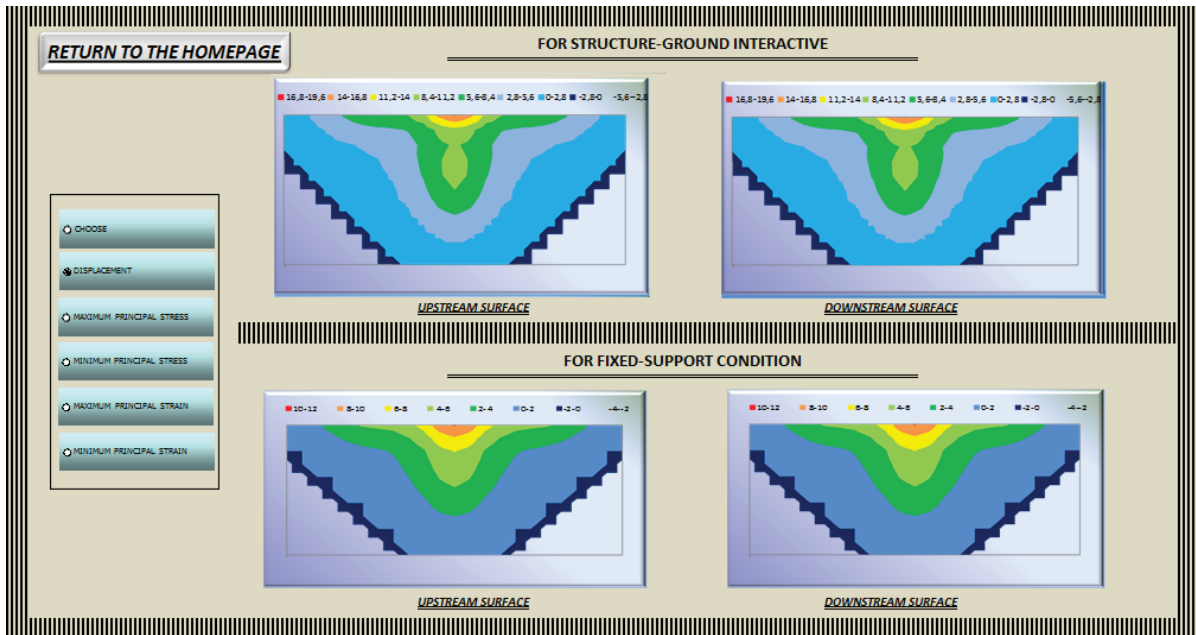 RETURN TO THE HOMEPAGE
FOR STRUCTURE-GROUND INTERACTIVE
16,8-19,6 14-16,8 11,2-14 8,4-11,2 5,6-8,4 2,8-5,6 0-2,8 -2,8-0 -5,6--2,8
16,8-19,6 14-16,8 11,2-14 8,4-11,2 5,6-8,4 2,8-5,6 0-2,8 -2,8-0 -5,6--2,8
UPSTREAM SURFACE
DOWNSTREAM SURFACE
CHOOSE
DISPLACEMENT
MAXIMUM PRINCIPAL STRESS
MINIMUM PRINCIPAL STRESS
MAXIMUM PRINCIPAL STRAIN
MINIMUM PRINCIPAL STRAIN
FOR FIXED-SUPPORT CONDITION
10-12 8-10 6-8 4-6 2-4 0-2 -2-0 -4--2
10-12 8-10 6-8 4-6 2-4 0-2 -2-0 -4--2
UPSTREAM SURFACE
DOWNSTREAM SURFACE